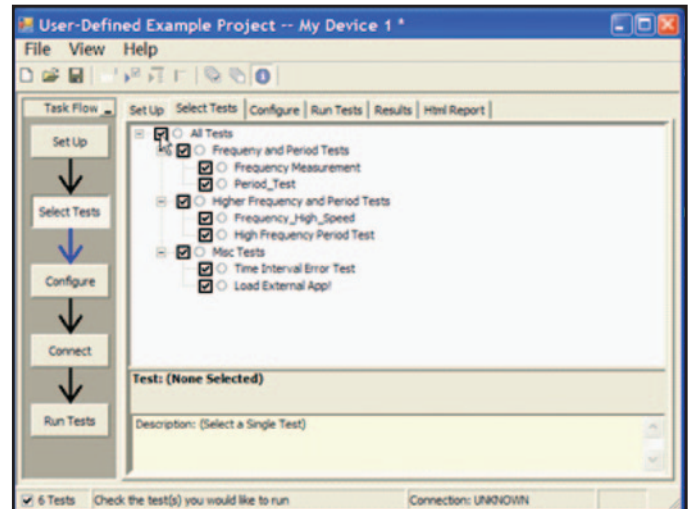 User-Defined Example Project -- My Device 1 *
File View Help
Task Flow
Set Up
Select Tests
Configure
Connect
Run Tests
Set Up Select Tests Configure Run Tests Results Html Report
All Tests
Frequeny and Period Tests
Frequency Measurement
Period_Test
Higher Frequency and Period Tests
Frequency_High_Speed
High Frequency Period Test
Misc Tests
Time Interval Error Test
Load External App!
Test: (None Selected)
Description: (Select a Single Test)
6 Tests Check the test(s) you would like to run Connection: UNKNOWN